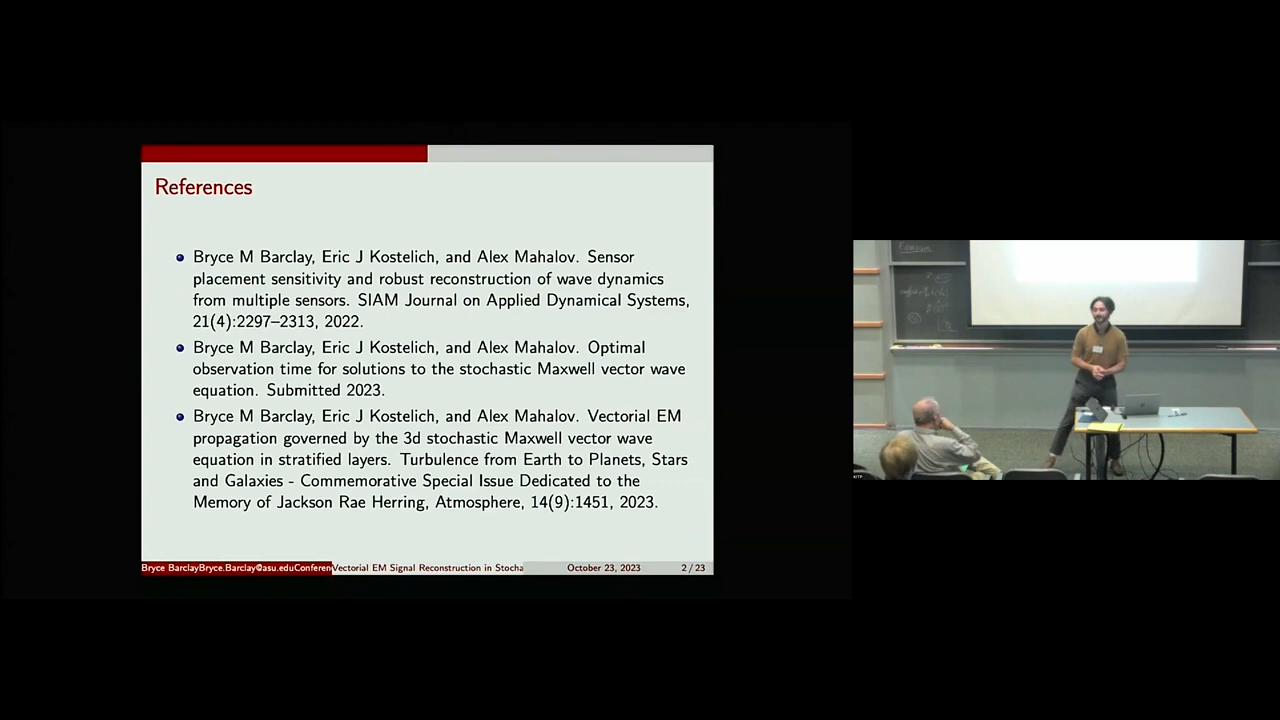 References
Bryce M Barclay, Eric J Kostelich, and Alex Mahalov. Sensor
placement sensitivity and robust reconstruction of wave dynamics
from multiple sensors. SIAM Journal on Applied Dynamical Systems,
21(4):2297–2313, 2022.
Bryce M Barclay, Eric J Kostelich, and Alex Mahalov. Optimal
observation time for solutions to the stochastic Maxwell vector wave
equation. Submitted 2023.
Bryce M Barclay, Eric J Kostelich, and Alex Mahalov. Vectorial EM
propagation governed by the 3d stochastic Maxwell vector wave
equation in stratified layers. Turbulence from Earth to Planets, Stars
and Galaxies - Commemorative Special Issue Dedicated to the
Memory of Jackson Rae Herring, Atmosphere, 14(9):1451, 2023.
Bryce BarclayBryce.Barclay@asu.eduConferen Vectorial EM Signal Reconstruction in Stocha October 23, 2023 2 / 23
KITP